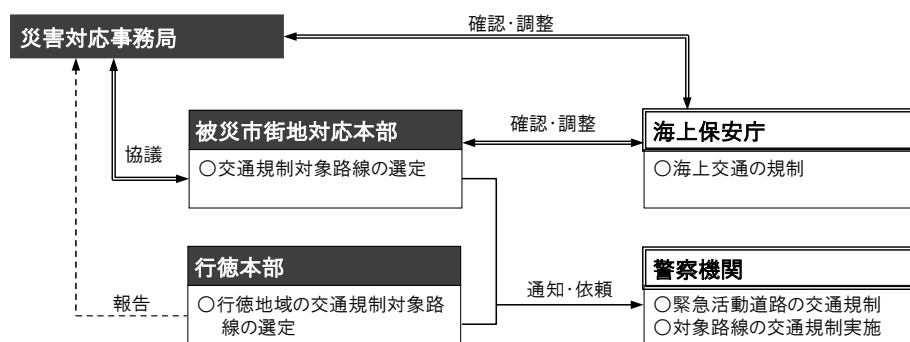 災害対応事務局
確認・調整
被災市街地対応本部
○交通規制対象路線の選定
確認・調整
海上保安庁
○海上交通の規制
協議
行徳本部
○行徳地域の交通規制対象路
線の選定
通知・依頼
警察機関
○緊急活動道路の交通規制
○対象路線の交通規制実施
報告